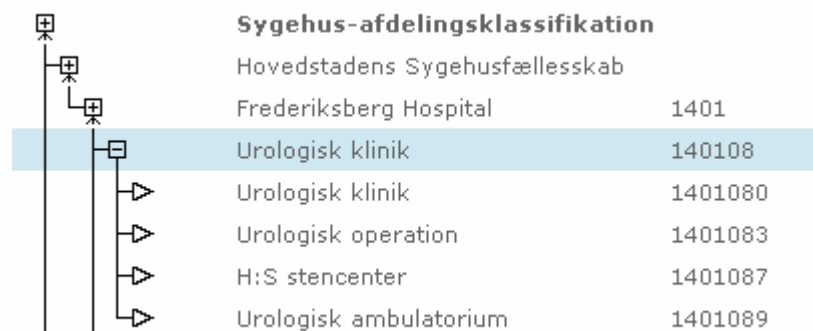 Sygehus-afdelingsklassifikation
Hovedstadens Sygehusfællesskab
Frederiksberg Hospital 1401
Urologisk klinik 140108
Urologisk klinik 1401080
Urologisk operation 1401083
H:S stencenter 1401087
Urologisk ambulatorium 1401089